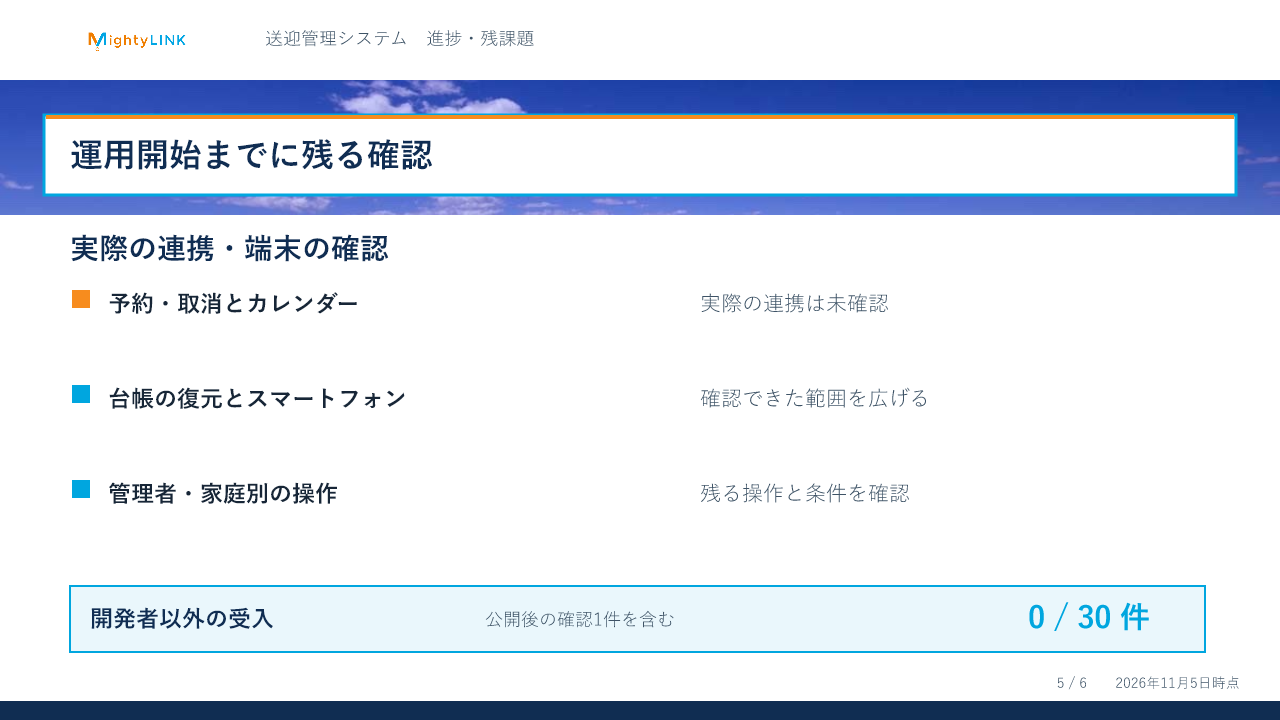 MightyLINK
送迎管理システム　進捗・残課題
運用開始までに残る確認
実際の連携・端末の確認
予約・取消とカレンダー
実際の連携は未確認
台帳の復元とスマートフォン
確認できた範囲を広げる
管理者・家庭別の操作
残る操作と条件を確認
開発者以外の受入
公開後の確認1件を含む
0 / 30 件
5 / 6
2026年11月5日時点